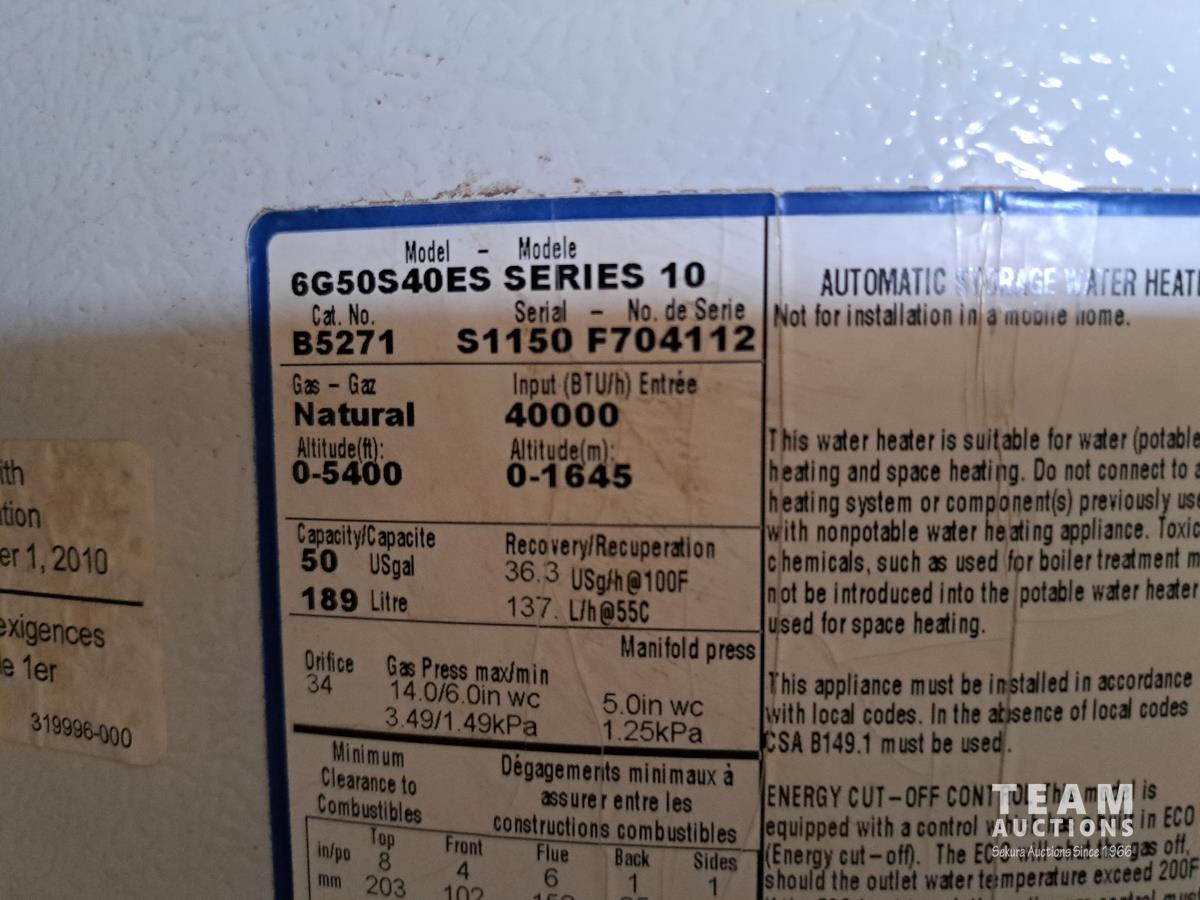 Model - Modele
6G50S40ES SERIES 10
Cat. No. Serial - No. de Serie
B5271 S1150 F704112
Gas - Gaz Input (BTU/h) Entrée
Natural 40000
Altitude(ft): Altitude(m):
0-5400 0-1645
Capacity/Capacite Recovery/Recuperation
50 USgal 36.3 USg/h@100F
189 Litre 137. L/h@55C
Manifold press
Orifice Gas Press max/min
34 14.0/6.0in wc 5.0in wc
3.49/1.49kPa 1.25kPa
Minimum
Clearance to
Combustibles
Dégagements minimaux à
assurer entre les
constructions combustibles
Top Front Flue Back Sides
in/po 8 4 6 1 1
mm 203 102
AUTOMATIC STORAGE WATER HEATE
Not for installation in a mobile home.
This water heater is suitable for water (potable
heating and space heating. Do not connect to a
heating system or component(s) previously use
with nonpotable water heating appliance. Toxic
chemicals, such as used for boiler treatment m
not be introduced into the potable water heater
used for space heating.
This appliance must be installed in accordance
with local codes. In the absence of local codes
CSA B149.1 must be used.
ENERGY CUT-OFF CONTROL This model is
equipped with a control in ECO
(Energy cut-off). The ECO gas off,
should the outlet water temperature exceed 200F
ith
tion
er 1, 2010
exigences
le 1er
319996-000
TEAM
AUCTIONS
Sekura Auctions Since 1966